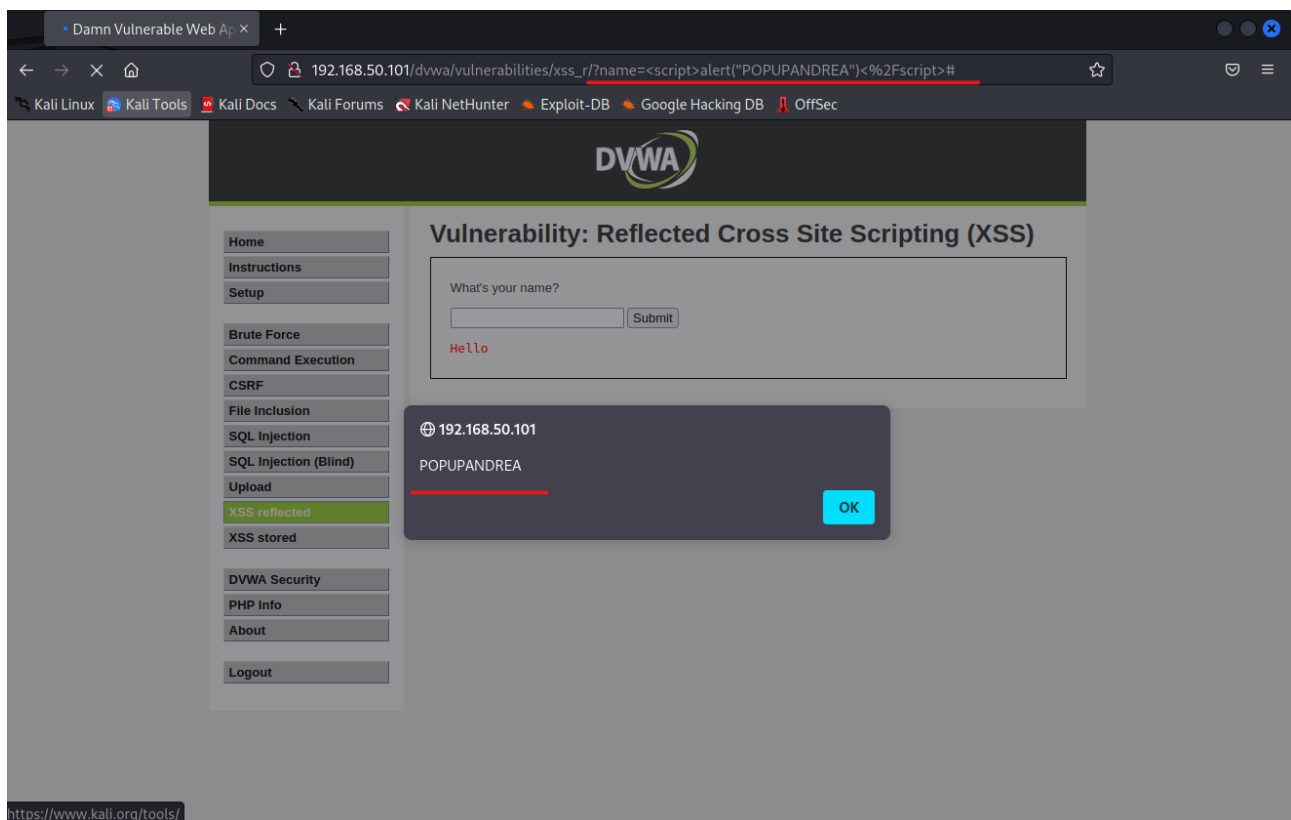 Damn Vulnerable Web Ap
192.168.50.101/dvwa/vulnerabilities/xss_r/?name=<script>alert("POPUPANDREA")<%2Fscript>#
Kali Linux Kali Tools Kali Docs Kali Forums Kali NetHunter Exploit-DB Google Hacking DB OffSec
DVWA
Vulnerability: Reflected Cross Site Scripting (XSS)
Home
Instructions
Setup
Brute Force
Command Execution
CSRF
File Inclusion
SQL Injection
SQL Injection (Blind)
Upload
XSS reflected
XSS stored
DVWA Security
PHP Info
About
Logout
What's your name?
Submit
Hello
192.168.50.101
POPUPANDREA
OK
https://www.kali.org/tools/